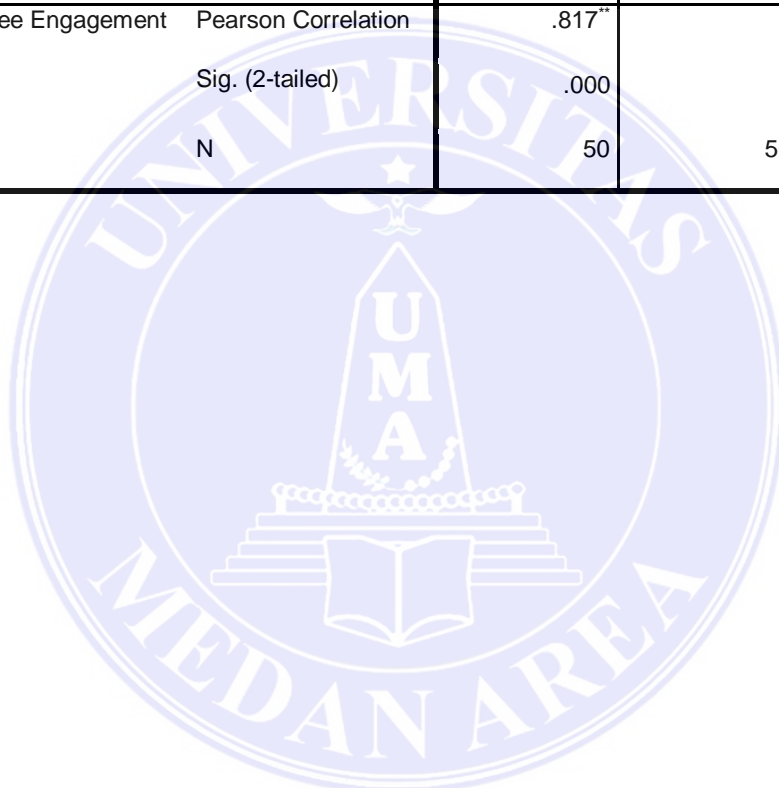 ee Engagement Pearson Correlation .817**
Sig. (2-tailed) .000
N 50 5
UNIVERSITAS
UMA
MEDAN AREA